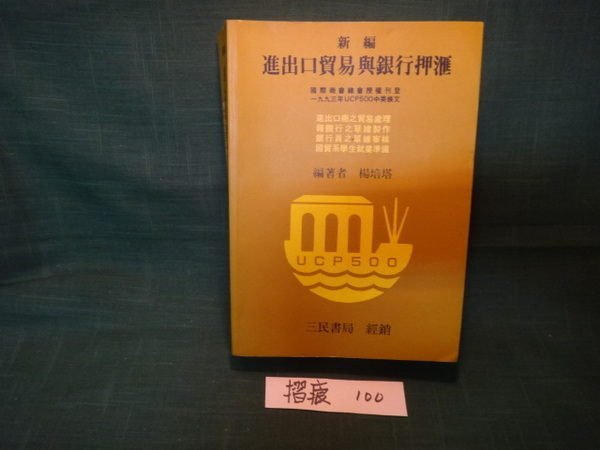 新編
進出口貿易與銀行押滙
國際商會總會授權刊登
一九九三年UCP500中英條文
進出口商之貿易處理
報關行之單據製作
銀行員之單據審核
國貿系學生就業準備
編著者 楊培塔
UCP500
三民書局 經銷
摺痕 100